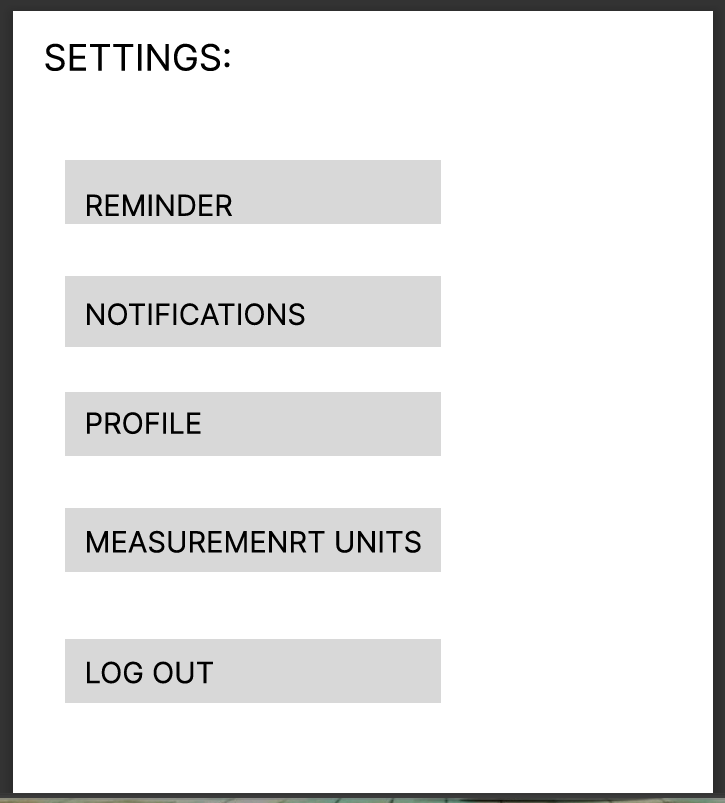 SETTINGS:
REMINDER
NOTIFICATIONS
PROFILE
MEASUREMENRT UNITS
LOG OUT